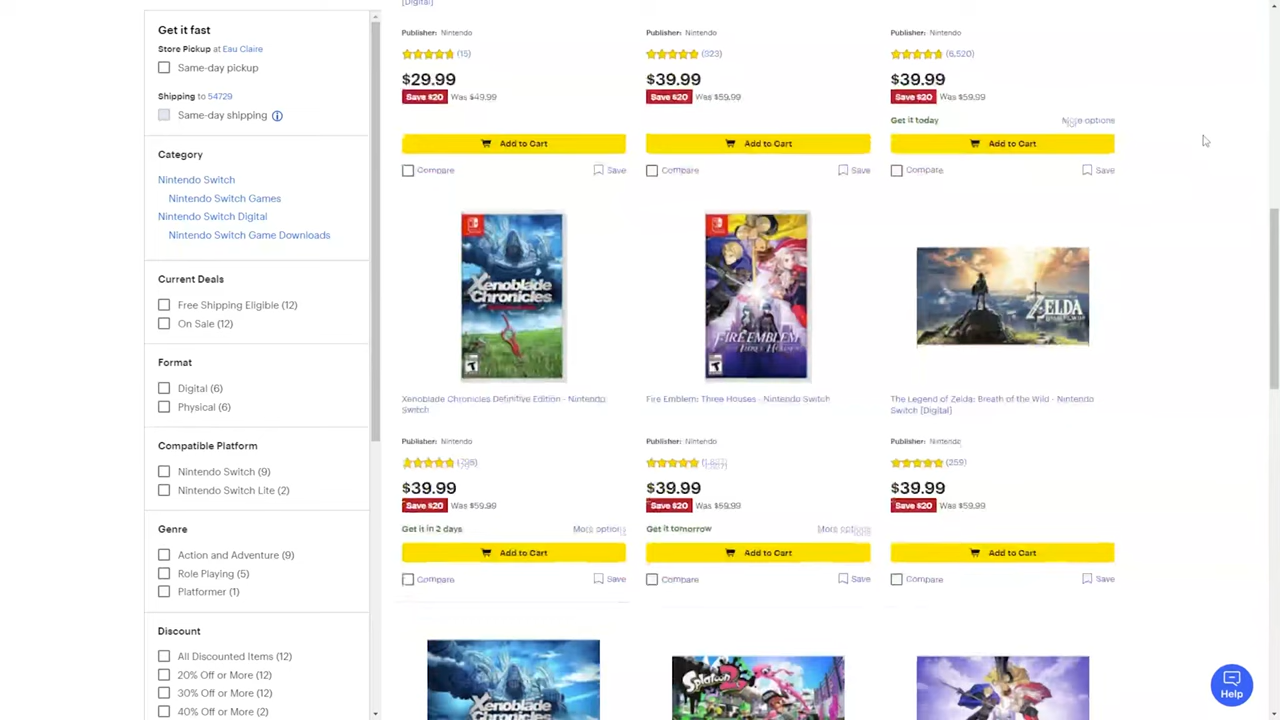 Get it fast
Store Pickup at Eau Claire
Same-day pickup
Shipping to 54729
Same-day shipping
Category
Nintendo Switch
Nintendo Switch Games
Nintendo Switch Digital
Nintendo Switch Game Downloads
Current Deals
Free Shipping Eligible (12)
On Sale (12)
Format
Digital (6)
Physical (6)
Compatible Platform
Nintendo Switch (9)
Nintendo Switch Lite (2)
Genre
Action and Adventure (9)
Role Playing (5)
Platformer (1)
Discount
All Discounted Items (12)
20% Off or More (12)
30% Off or More (12)
40% Off or More (2)
[Digital]
Publisher: Nintendo
(15)
$29.99
Save $20 Was $49.99
Add to Cart
Compare Save
Publisher: Nintendo
(323)
$39.99
Save $20 Was $59.99
Add to Cart
Compare Save
Publisher: Nintendo
(6,520)
$39.99
Save $20 Was $59.99
Get it today More options
Add to Cart
Compare Save
Xenoblade
Chronicles
Xenoblade Chronicles Definitive Edition - Nintendo
Switch
Publisher: Nintendo
$39.99
Save $20 Was $59.99
Get it in 2 days More options
Add to Cart
Compare Save
FIRE EMBLEM
THREE HOUSES
Fire Emblem: Three Houses - Nintendo Switch
Publisher: Nintendo
$39.99
Save $20 Was $59.99
Get it tomorrow More options
Add to Cart
Compare Save
ZELDA
The Legend of Zelda: Breath of the Wild - Nintendo
Switch [Digital]
Publisher: Nintendo
(259)
$39.99
Save $20 Was $59.99
Add to Cart
Compare Save
Xenoblade
Chronicles
Splatoon 2
Help